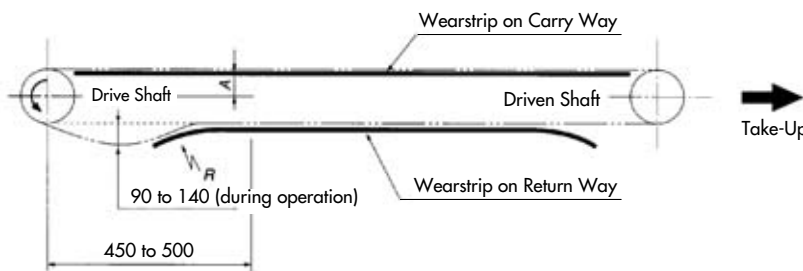 Wearstrip on Carry Way
A
Drive Shaft
Driven Shaft
Take-Up
R
90 to 140 (during operation)
Wearstrip on Return Way
450 to 500